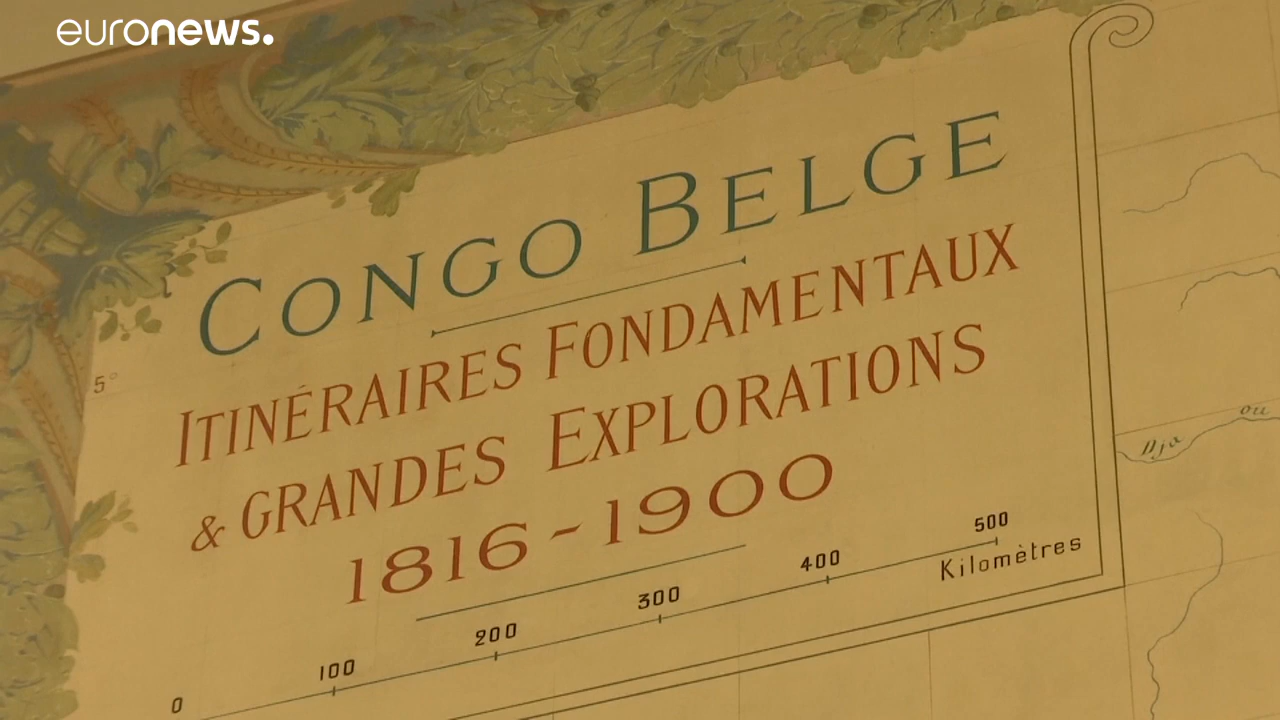 euronews.
CONGO BELGE
ITINÉRAIRES FONDAMENTAUX
& GRANDES EXPLORATIONS
1816-1900
0 100 200 300 400 500
Kilomètres
5°
Dja ou